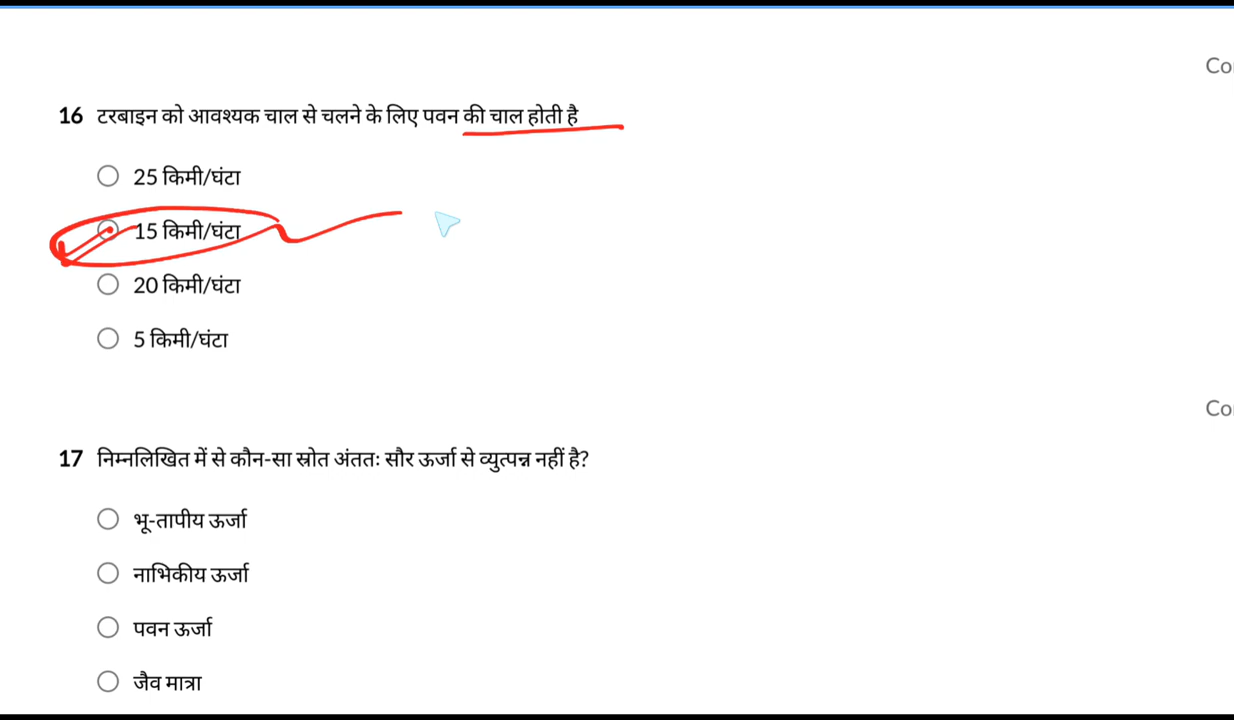 Co
16 टरबाइन को आवश्यक चाल से चलने के लिए पवन की चाल होती है
25 किमी/घंटा
15 किमी/घंटा
20 किमी/घंटा
5 किमी/घंटा
Co
17 निम्नलिखित में से कौन-सा स्रोत अंततः सौर ऊर्जा से व्युत्पन्न नहीं है?
भू-तापीय ऊर्जा
नाभिकीय ऊर्जा
पवन ऊर्जा
जैव मात्रा